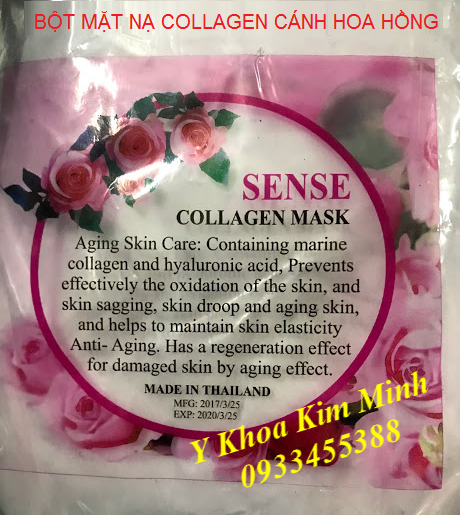 BỘT MẶT NẠ COLLAGEN CÁNH HOA HỒNG
SENSE
COLLAGEN MASK
Aging Skin Care: Containing marine
collagen and hyaluronic acid, Prevents
effectively the oxidation of the skin, and
skin sagging, skin droop and aging skin,
and helps to maintain skin elasticity
Anti- Aging. Has a regeneration effect
for damaged skin by aging effect.
MADE IN THAILAND
MFG: 2017/3/25
EXP: 2020/3/25
Y Khoa Kim Minh
0933455388